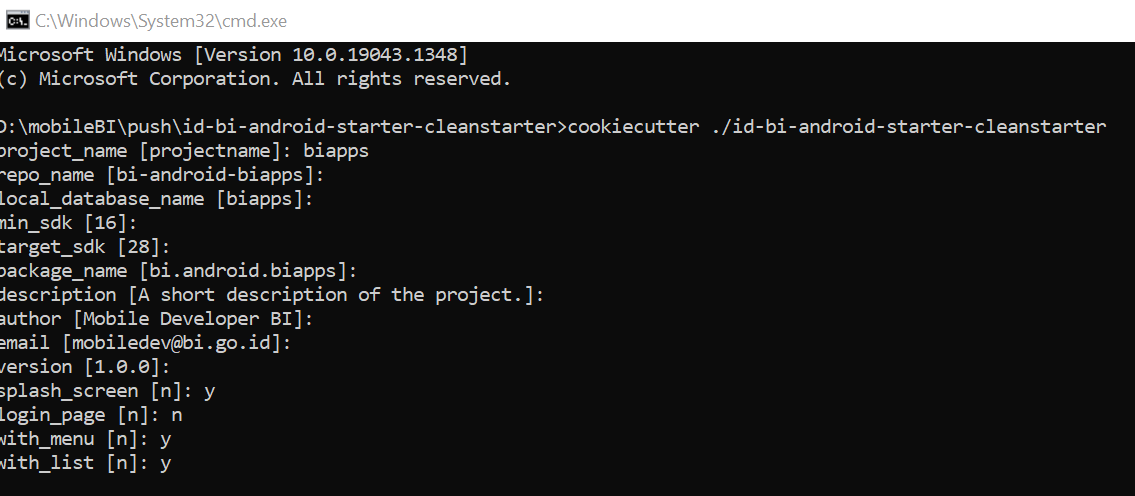 C:\Windows\System32\cmd.exe
Microsoft Windows [Version 10.0.19043.1348]
(c) Microsoft Corporation. All rights reserved.
D:\mobileBI\push\id-bi-android-starter-cleanstarter>cookiecutter ./id-bi-android-starter-cleanstarter
project_name [projectname]: biapps
repo_name [bi-android-biapps]:
local_database_name [biapps]:
min_sdk [16]:
target_sdk [28]:
package_name [bi.android.biapps]:
description [A short description of the project.]:
author [Mobile Developer BI]:
email [mobiledev@bi.go.id]:
version [1.0.0]:
splash_screen [n]: y
login_page [n]: n
with_menu [n]: y
with_list [n]: y